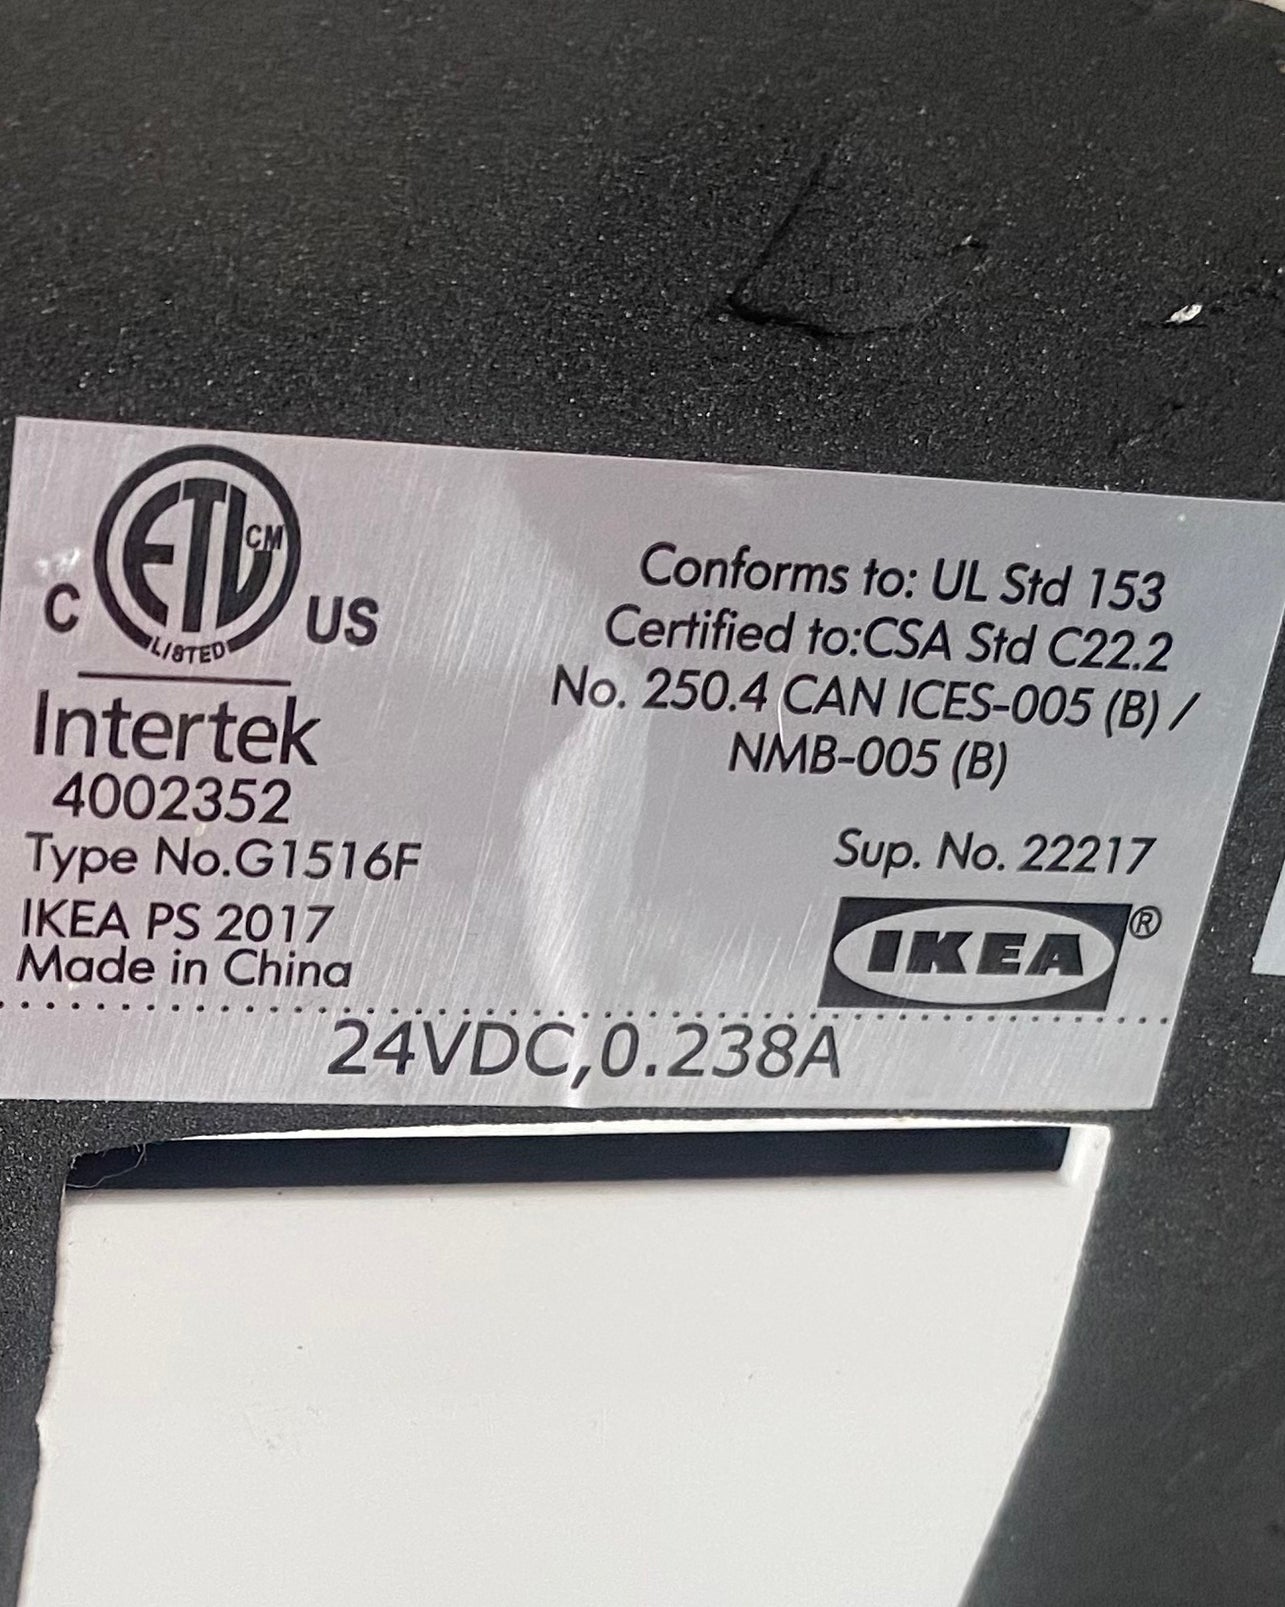 C ETL CM US
LISTED
Intertek
4002352
Type No.G1516F
IKEA PS 2017
Made in China
Conforms to: UL Std 153
Certified to:CSA Std C22.2
No. 250.4 CAN ICES-005 (B) /
NMB-005 (B)
Sup. No. 22217
IKEA®
24VDC,0.238A